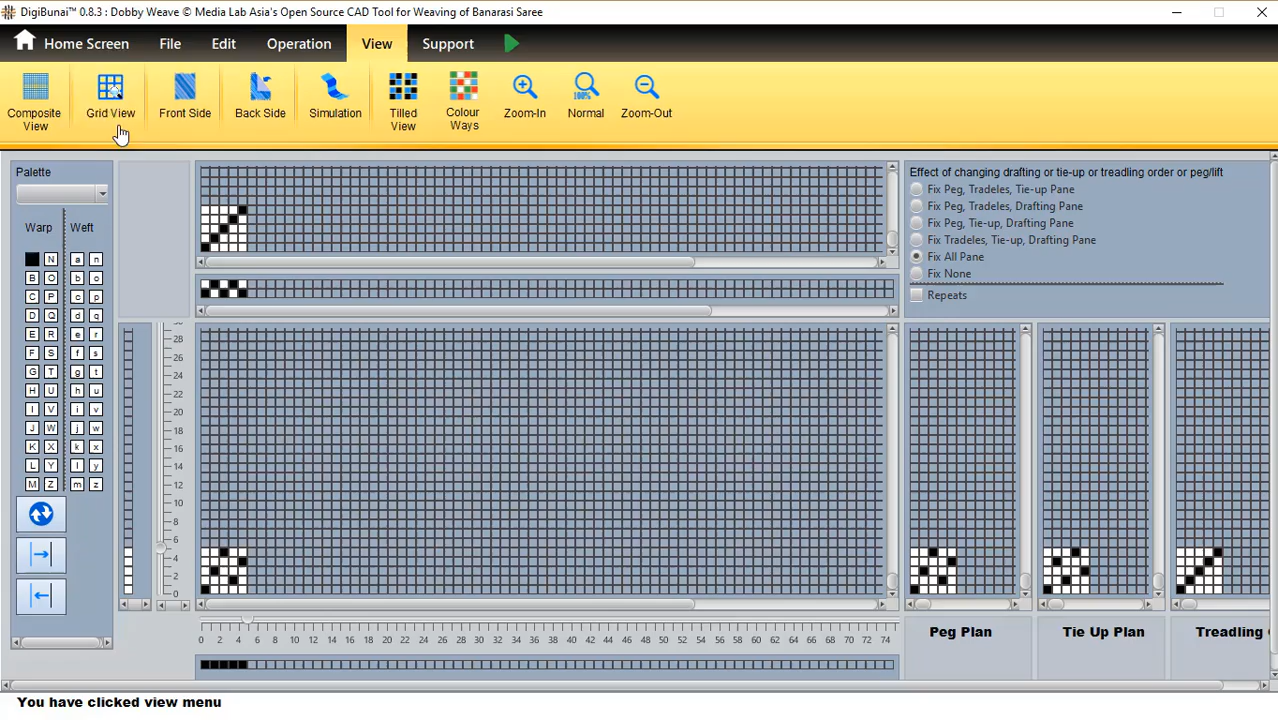 DigiBunai™ 0.8.3 : Dobby Weave © Media Lab Asia's Open Source CAD Tool for Weaving of Banarasi Saree
Home Screen File Edit Operation View Support
Composite View
Grid View
Front Side
Back Side
Simulation
Tilled View
Colour Ways
100%
Normal
Zoom-In
Zoom-Out
Palette
Warp Weft
N a n
B O b o
C P c p
D Q d q
E R e r
F S f s
G T g t
H U h u
I V i v
J W j w
K X k x
L Y l y
M Z m z
Effect of changing drafting or tie-up or treadling order or peg/lift
Fix Peg, Tradeles, Tie-up Pane
Fix Peg, Tradeles, Drafting Pane
Fix Peg, Tie-up, Drafting Pane
Fix Tradeles, Tie-up, Drafting Pane
Fix All Pane
Fix None
Repeats
28
26
24
22
20
18
16
14
12
10
8
6
4
2
0
0 2 4 6 8 10 12 14 16 18 20 22 24 26 28 30 32 34 36 38 40 42 44 46 48 50 52 54 56 58 60 62 64 66 68 70 72 74
Peg Plan Tie Up Plan Treadling
You have clicked view menu